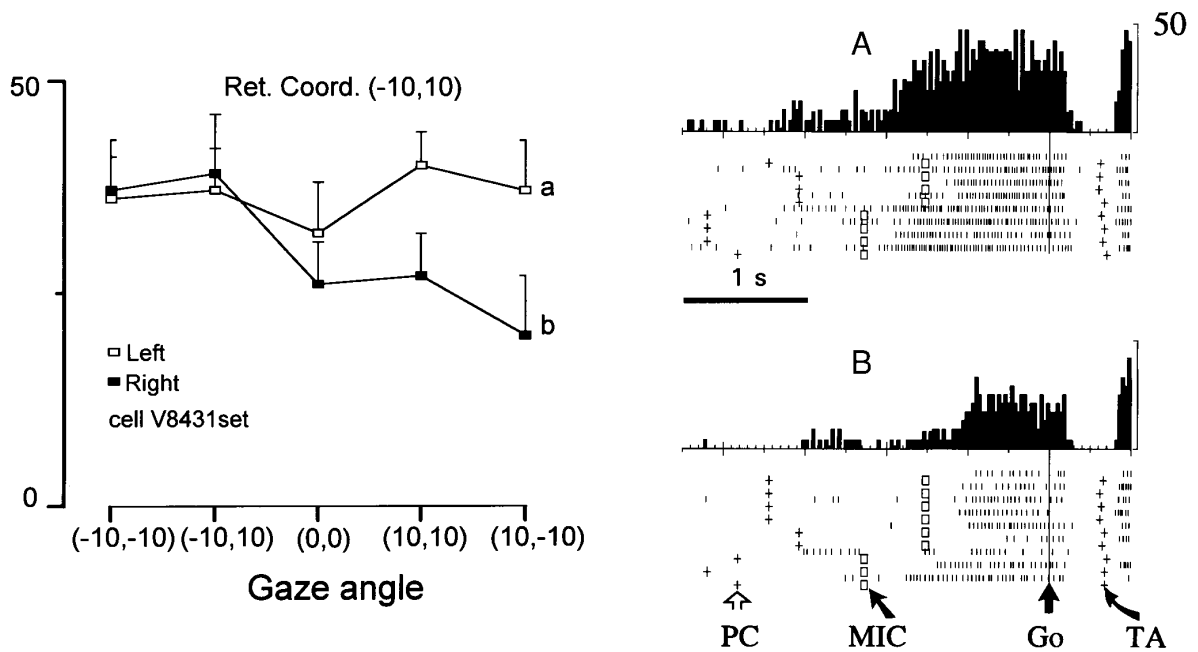 50
Ret. Coord. (-10,10)
a
b
Left
Right
cell V8431set
0
(-10,-10) (-10,10) (0,0) (10,10) (10,-10)
Gaze angle
50
A
1 s
B
PC MIC Go TA